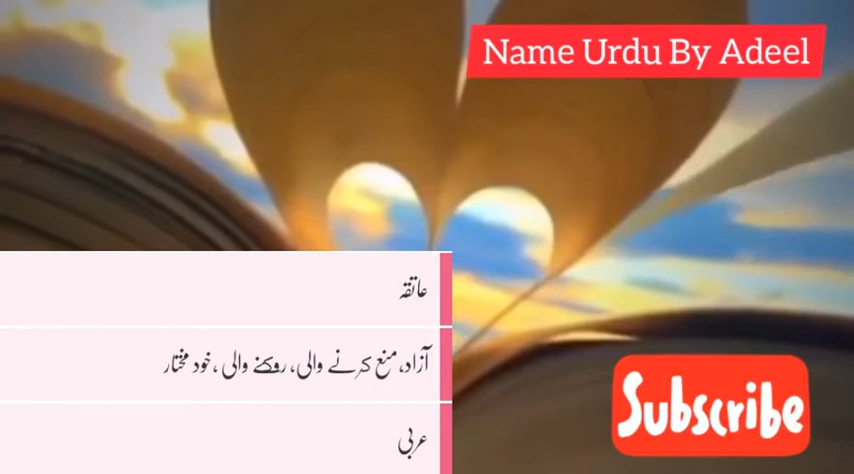 Name Urdu By Adeel
عاتقہ
آزاد، منع کرنے والی، روکنے والی ،خود مختار
عربی
Subscribe